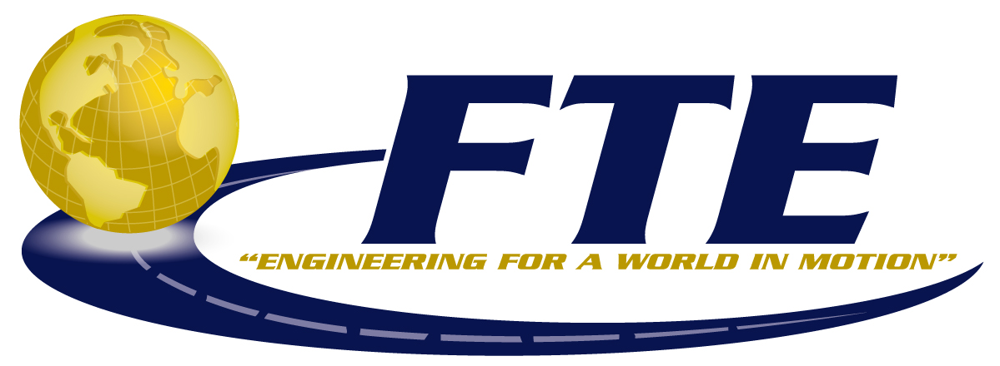 FTE
“ENGINEERING FOR A WORLD IN MOTION”